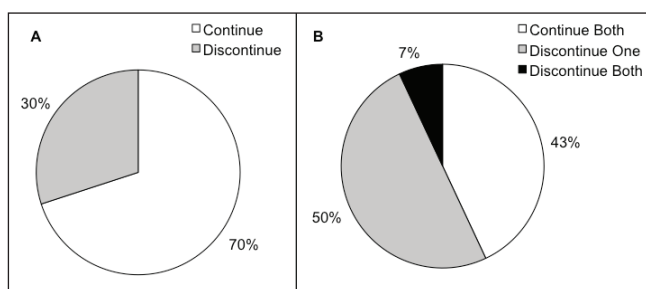 A
Continue
Discontinue
30%
70%
B
Continue Both
Discontinue One
Discontinue Both
7%
43%
50%